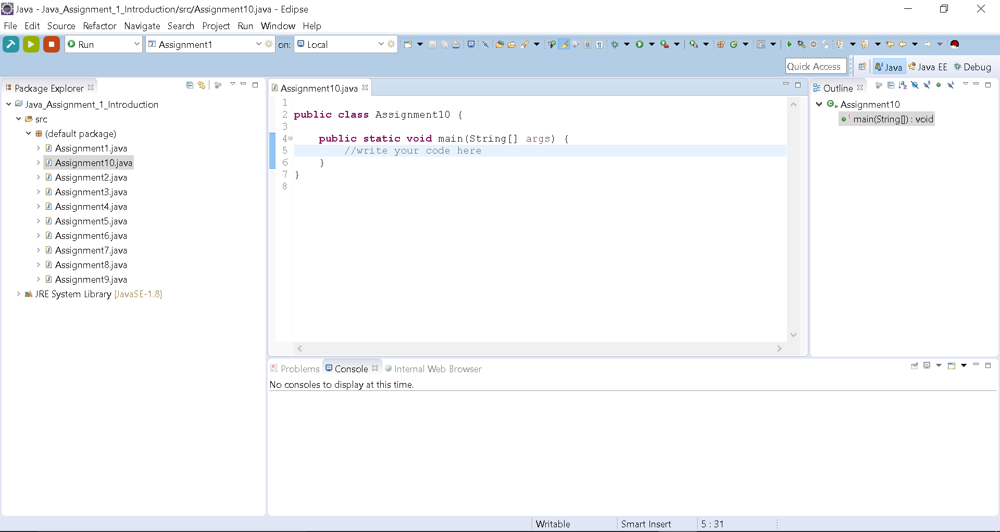 Java - Java_Assignment_1_Introduction/src/Assignment10.java - Eclipse
File Edit Source Refactor Navigate Search Project Run Window Help
Run Assignment1 on: Local
Quick Access Java Java EE Debug
Package Explorer
Java_Assignment_1_Introduction
src
(default package)
Assignment1.java
Assignment10.java
Assignment2.java
Assignment3.java
Assignment4.java
Assignment5.java
Assignment6.java
Assignment7.java
Assignment8.java
Assignment9.java
JRE System Library [JavaSE-1.8]
Assignment10.java
1
2 public class Assignment10 {
3
4 public static void main(String[] args) {
5 //write your code here
6 }
7 }
8
Outline
Assignment10
main(String[]) : void
Problems Console Internal Web Browser
No consoles to display at this time.
Writable Smart Insert 5 : 31